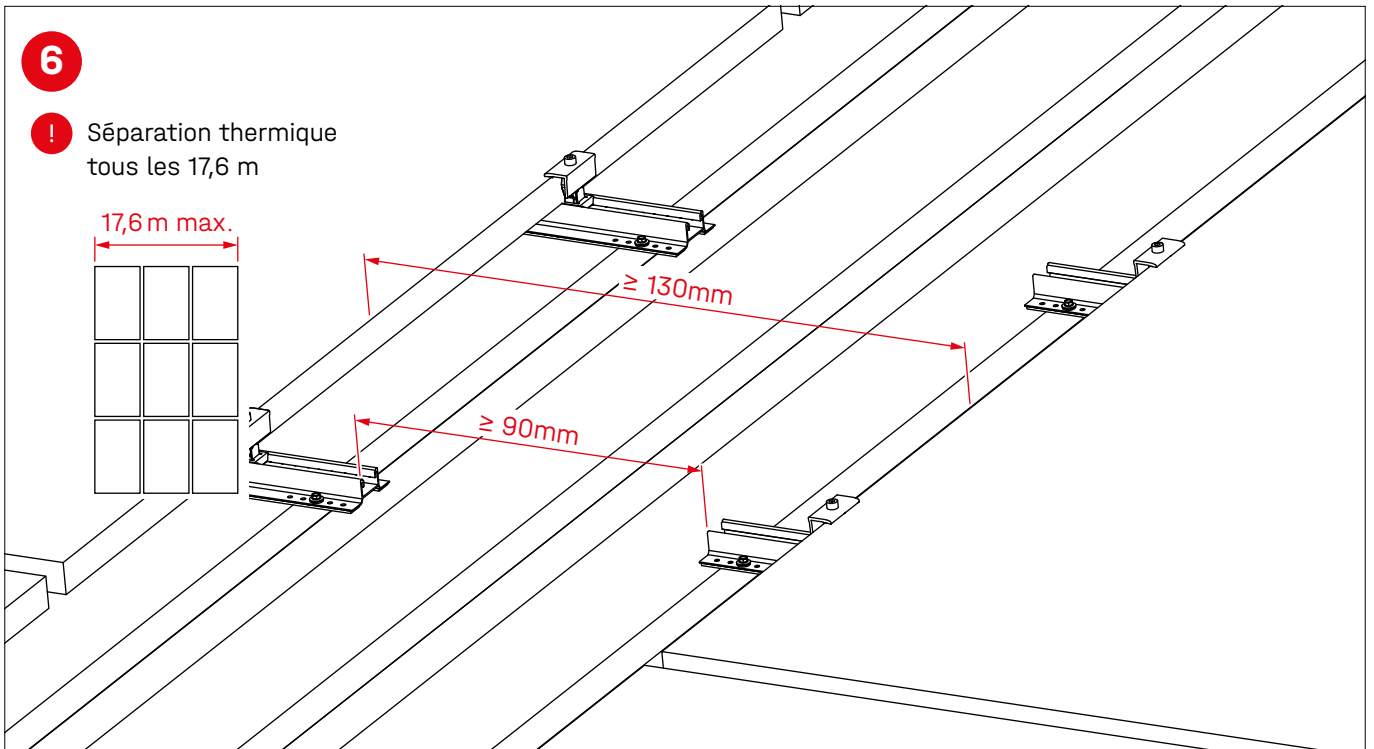 6
! Séparation thermique
tous les 17,6 m
17,6 m max.
≥ 130mm
≥ 90mm